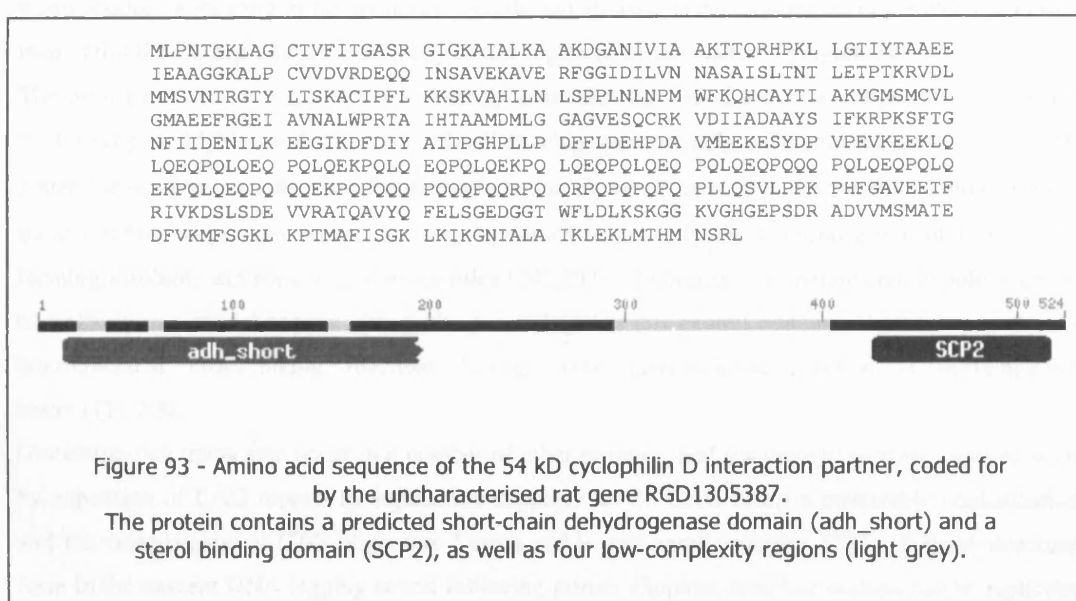 MLPNTGKLAG CTVFITGASR GIGKAIALKA AKDGANIVIA AKTTQRHPKL LGTIYTAAEE
IEAAGGKALP CVVDVRDEQQ INSAVEKAVE RFGGIDILVN NASAISLTNT LETPTKRVDL
MMSVNTRGTY LTSKACIPFL KKSKVAHILN LSPPLNLNPM WFKQHCAYTI AKYGMSMCVL
GMAEEFRGEI AVNALWPRTA IHTAAMDMLG GAGVESQCRK VDIIADAAYS IFKRPKSFTG
NFIIDENILK EEGIKDFDIY AITPGHPLLP DFFLDEHPDA VMEEKESYDP VPEVKEEKLQ
LQEQPQLQEQ PQLQEKPQLQ EQPQLQEKPQ LQEQPQLQEQ PQLQEQPQQQ PQLQEQPQLQ
EKPQLQEQPQ QQEKPQPQQQ PQQQPQQRPQ QRPQPQPQPQ PLLQSVLPPK PHFGAVEETF
RIVKDSLSDE VVRATQAVYQ FELSGEDGGT WFLDLKSKGG KVGHGEPSDR ADVVMSMATE
DFVKMFSGKL KPTMAFISGK LKIKGNIALA IKLEKLMTHM NSRL
1 100 200 300 400 500 524
adh_short SCP2
Figure 93 - Amino acid sequence of the 54 kD cyclophilin D interaction partner, coded for
by the uncharacterised rat gene RGD1305387.
The protein contains a predicted short-chain dehydrogenase domain (adh_short) and a
sterol binding domain (SCP2), as well as four low-complexity regions (light grey).